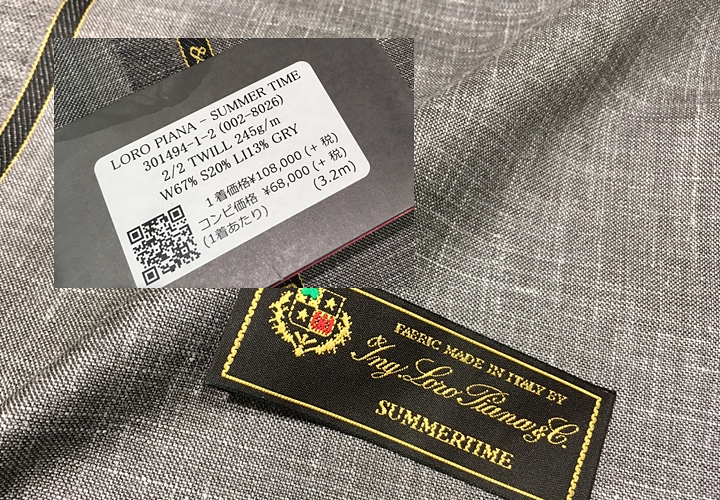 LORO PIANA - SUMMER TIME
301494-1-2 (002-8026)
2/2 TWILL 245g/m
W67% S20% LI13% GRY
1着価格¥108,000(+ 税)
コンビ価格 ¥68,000(+ 税)
(1着あたり) (3.2m)
FABRIC MADE IN ITALY BY
Ing. Loro Piana & C.
SUMMERTIME